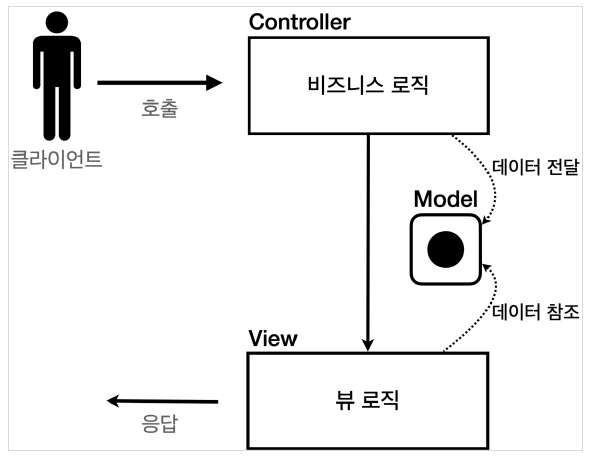 Controller
비즈니스 로직
호출
클라이언트
데이터 전달
Model
데이터 참조
View
뷰 로직
응답